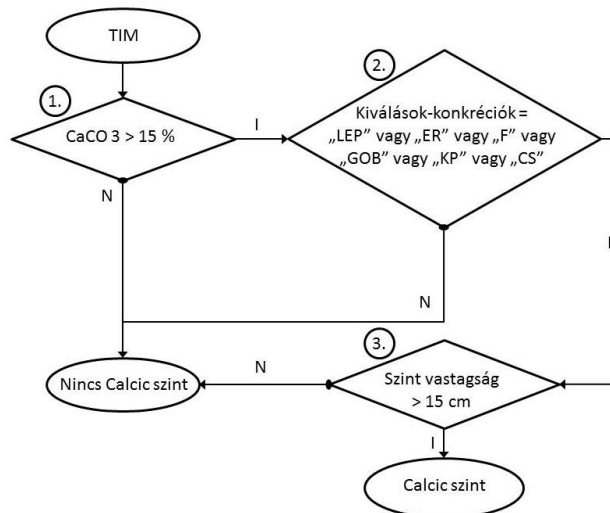 TIM
1.
CaCO 3 > 15 %
I
2.
Kiválások-konkréciók =
„LEP” vagy „ER” vagy „F” vagy
„GOB” vagy „KP” vagy „CS”
N
N
3.
Nincs Calcic szint
N
Szint vastagság
> 15 cm
I
Calcic szint